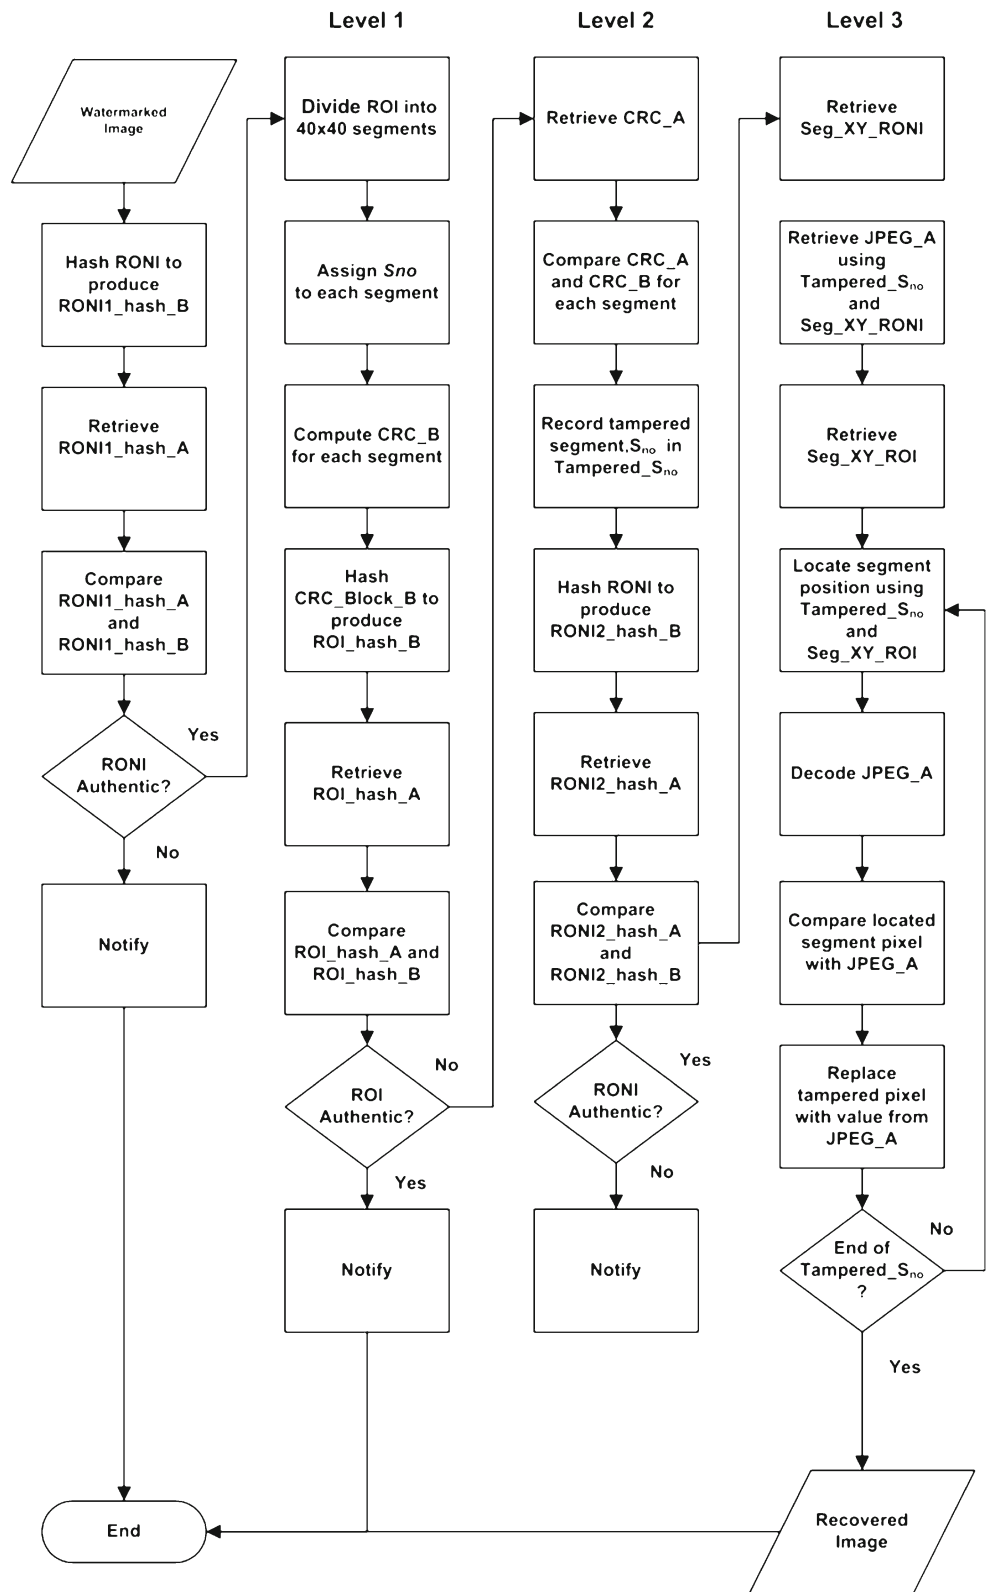 Level 1
Level 2
Level 3
Watermarked
Image
Hash RONI to
produce
RONI1_hash_B
Retrieve
RONI1_hash_A
Compare
RONI1_hash_A
and
RONI1_hash_B
Yes
RONI
Authentic?
No
Notify
End
Divide ROI into
40x40 segments
Assign Sno
to each segment
Compute CRC_B
for each segment
Hash
CRC_Block_B to
produce
ROI_hash_B
Retrieve
ROI_hash_A
Compare
ROI_hash_A and
ROI_hash_B
No
ROI
Authentic?
Yes
Notify
Retrieve CRC_A
Compare CRC_A
and CRC_B for
each segment
Record tampered
segment,Sno in
Tampered_Sno
Hash RONI to
produce
RONI2_hash_B
Retrieve
RONI2_hash_A
Compare
RONI2_hash_A
and
RONI2_hash_B
Yes
RONI
Authentic?
No
Notify
Retrieve
Seg_XY_RONI
Retrieve JPEG_A
using
Tampered_Sno
and
Seg_XY_RONI
Retrieve
Seg_XY_ROI
Locate segment
position using
Tampered_Sno
and
Seg_XY_ROI
Decode JPEG_A
Compare located
segment pixel
with JPEG_A
Replace
tampered pixel
with value from
JPEG_A
No
End of
Tampered_Sno
?
Yes
Recovered
Image